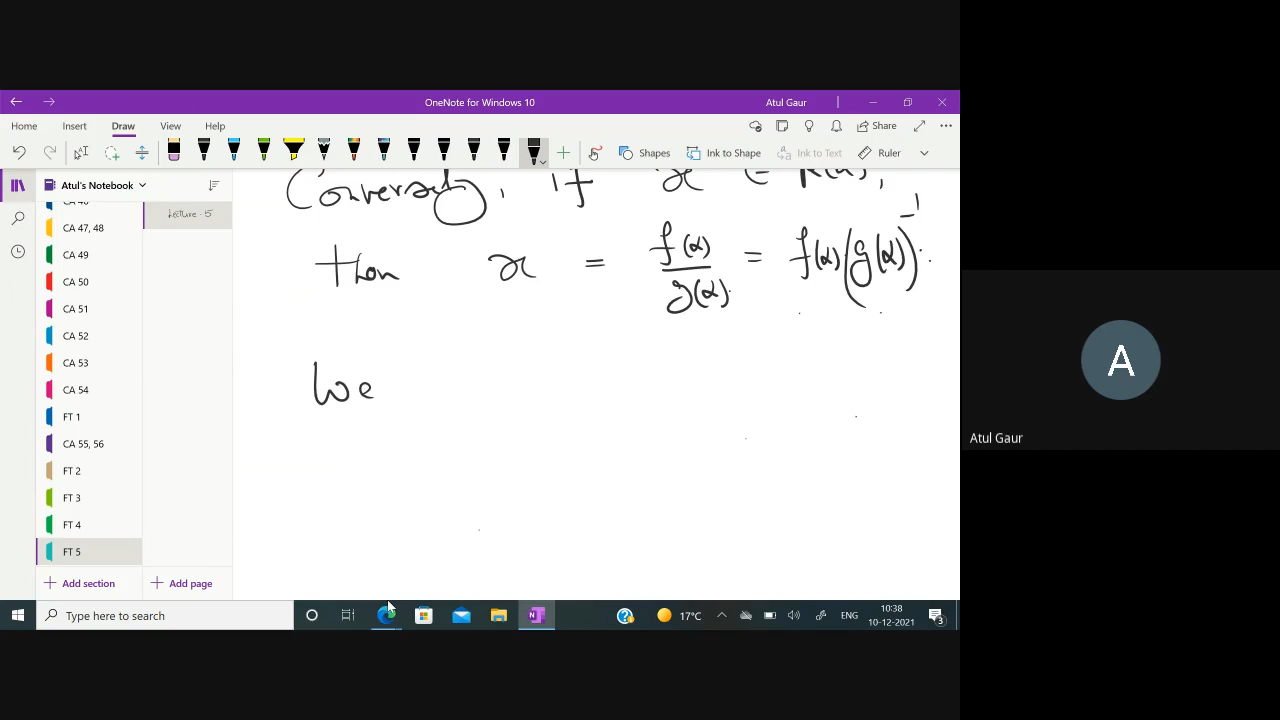 OneNote for Windows 10
Atul Gaur
Home Insert Draw View Help
Share
Shapes
Ink to Shape
Ink to Text
Ruler
Atul's Notebook
CA 46
CA 47, 48
CA 49
CA 50
CA 51
CA 52
CA 53
CA 54
FT 1
CA 55, 56
FT 2
FT 3
FT 4
FT 5
Lecture - 5
Add section
Add page
Conversely, if x ∈ K(α),
then x = f(α)/g(α) = f(α)(g(α))⁻¹.
We
A
Atul Gaur
Type here to search
17°C
ENG
10:38
10-12-2021
3